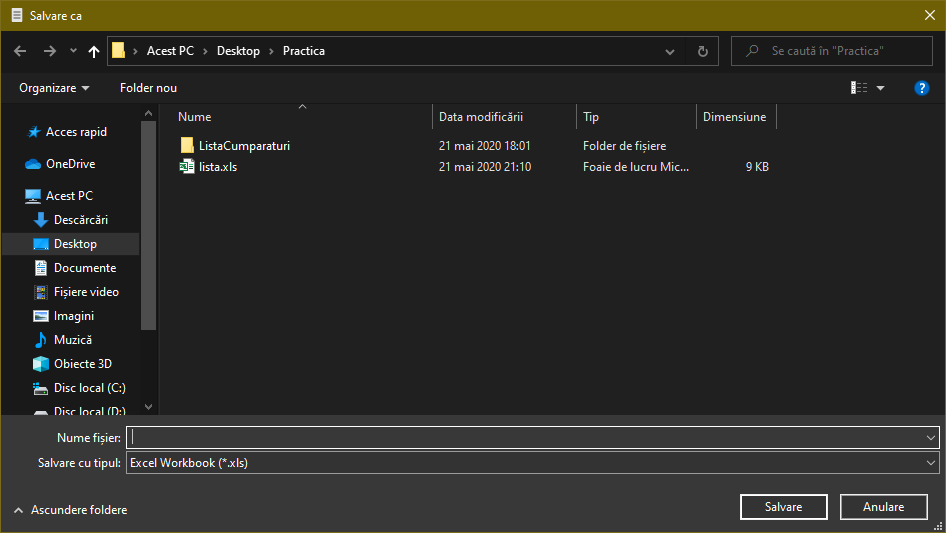 Salvare ca
Acest PC > Desktop > Practica
Se caută în "Practica"
Organizare
Folder nou
?
Nume
Data modificării
Tip
Dimensiune
ListaCumparaturi
21 mai 2020 18:01
Folder de fișiere
lista.xls
21 mai 2020 21:10
Foaie de lucru Mic...
9 KB
Acces rapid
OneDrive
Acest PC
Descărcări
Desktop
Documente
Fișiere video
Imagini
Muzică
Obiecte 3D
Disc local (C:)
Disc local (D:)
Nume fișier:
Salvare cu tipul:
Excel Workbook (*.xls)
Ascundere foldere
Salvare
Anulare